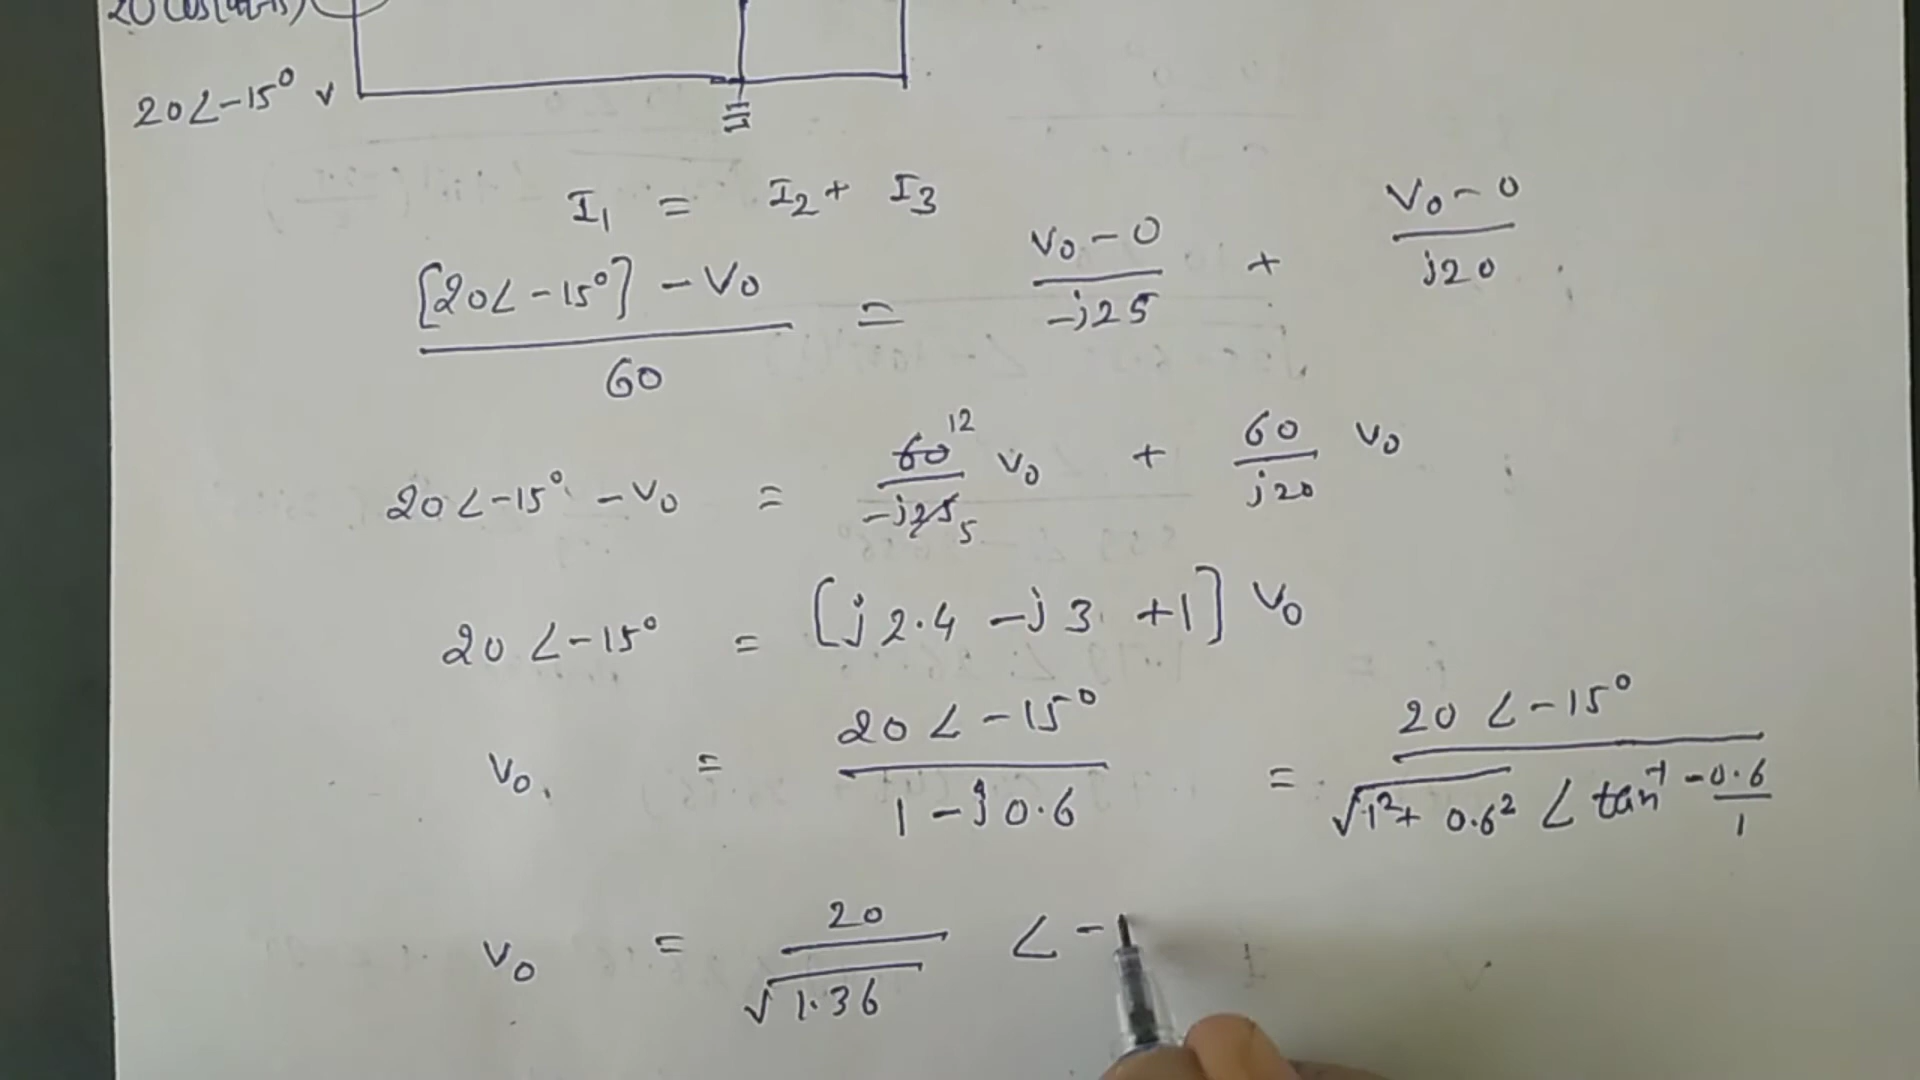 20∠-15° V
I₁ = I₂ + I₃
[20∠-15°] - V₀ / 60 = V₀ - 0 / -j25 + V₀ - 0 / j20
20∠-15° - V₀ = 60 12 / -j25 5 V₀ + 60 / j20 V₀
20∠-15° = [j2.4 - j3 + 1] V₀
V₀ = 20∠-15° / 1 - j0.6 = 20∠-15° / √1² + 0.6² ∠tan⁻¹ -0.6 / 1
V₀ = 20 / √1.36 ∠ -